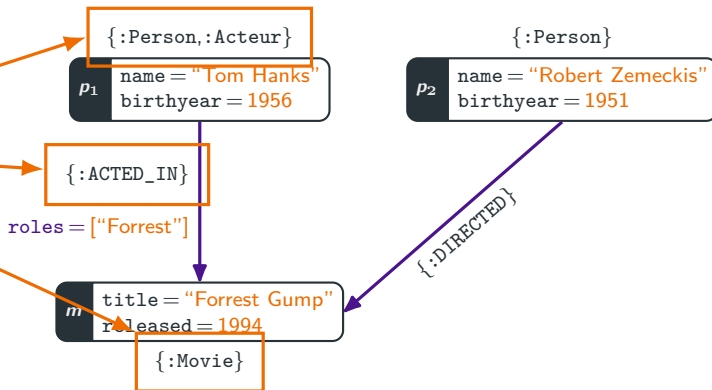 {:Person,:Acteur}
{:Person}
p1 name = “Tom Hanks”
birthyear = 1956
p2 name = “Robert Zemeckis”
birthyear = 1951
{:ACTED_IN}
roles = [“Forrest”]
{:DIRECTED}
m title = “Forrest Gump”
released = 1994
{:Movie}